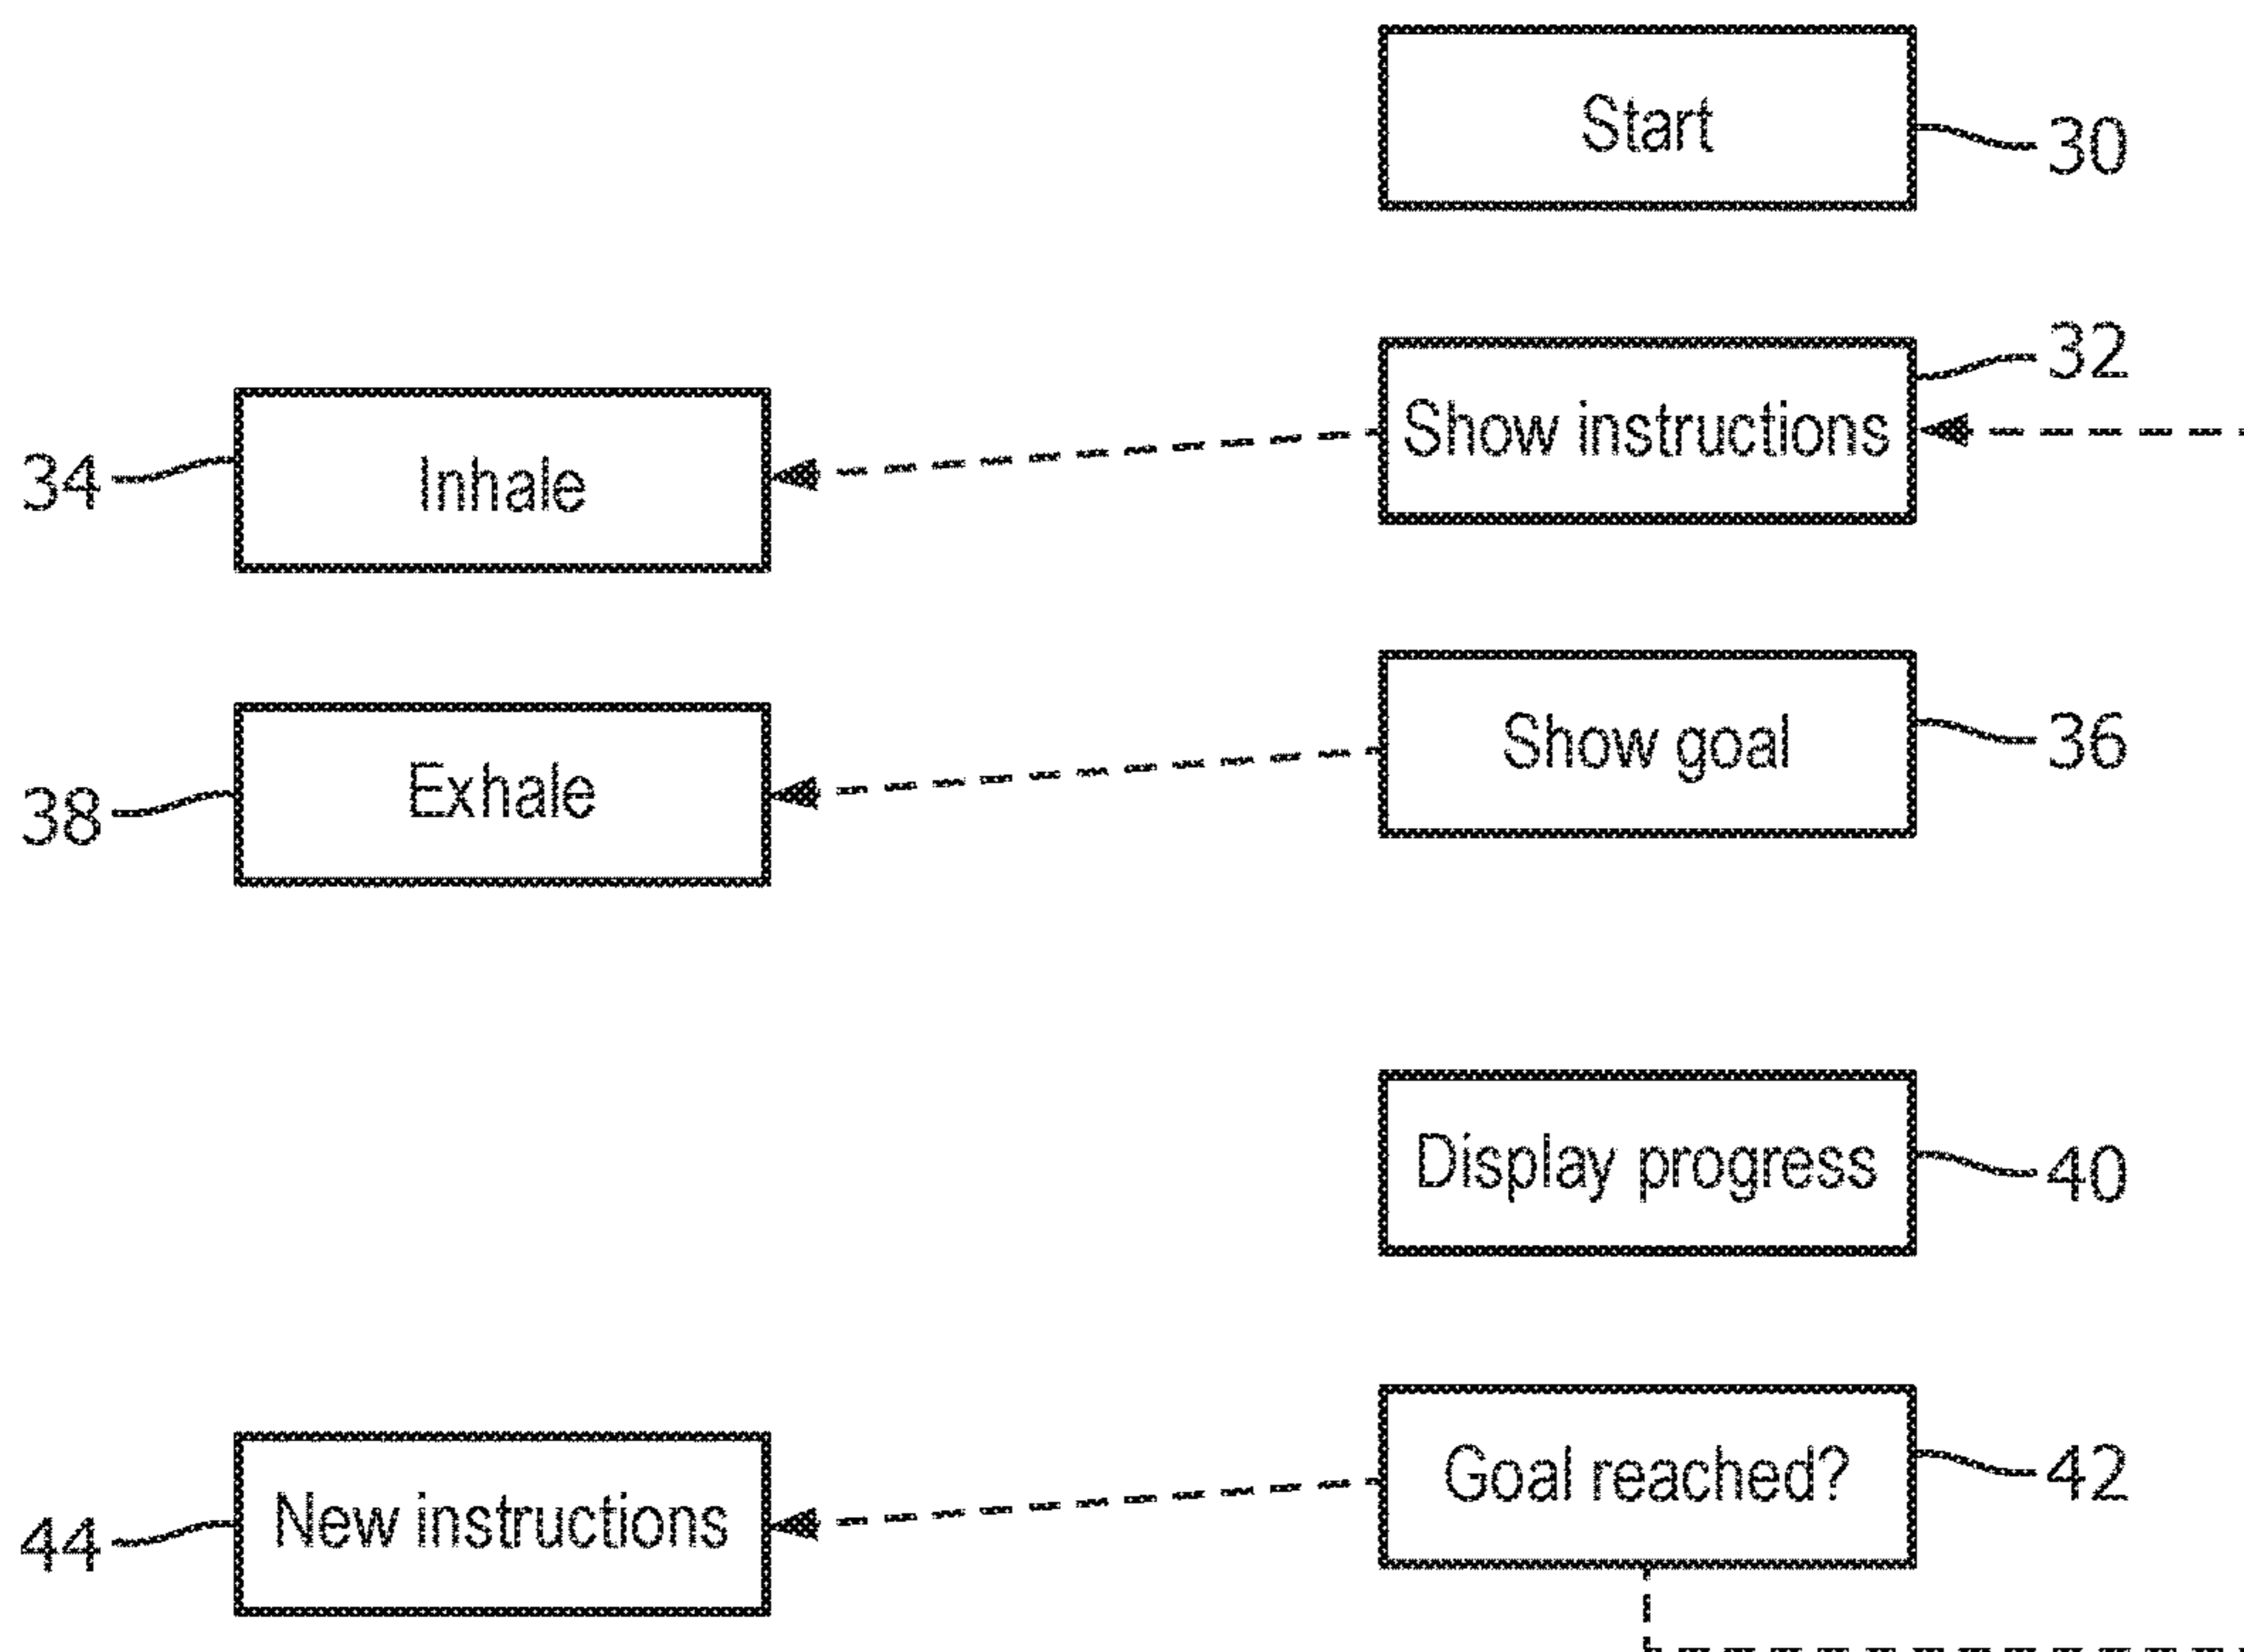 Start
30
32
Show instructions
34
Inhale
Show goal
36
38
Exhale
Display progress
40
Goal reached?
42
44
New instructions